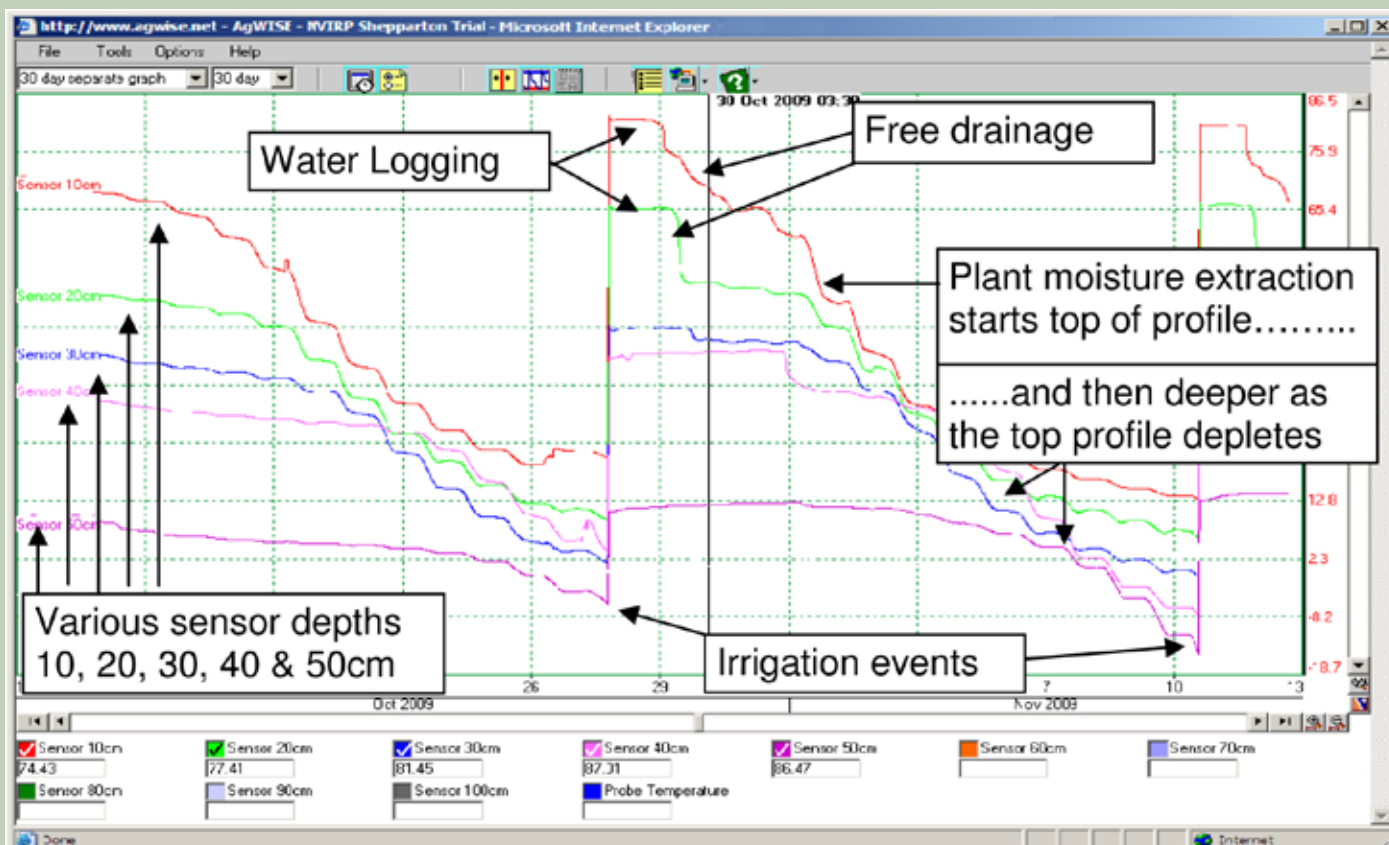 http://www.agwise.net - AgWISE - NVIRP Shepparton Trial - Microsoft Internet Explorer
File Tools Options Help
30 day separate graph 30 day
30 Oct 2009 03:30
86.5
Water Logging
Free drainage
75.9
Sensor 10cm
65.4
Plant moisture extraction
starts top of profile.........
......and then deeper as
the top profile depletes
Sensor 20cm
Sensor 30cm
Sensor 40cm
12.8
Sensor 50cm
2.3
Various sensor depths
10, 20, 30, 40 & 50cm
-8.2
Irrigation events
-18.7
26 29 7 10 13
Oct 2009 Nov 2009
Sensor 10cm Sensor 20cm Sensor 30cm Sensor 40cm Sensor 50cm Sensor 60cm Sensor 70cm
74.43 77.41 81.45 87.01 86.47
Sensor 80cm Sensor 90cm Sensor 100cm Probe Temperature
Done Internet